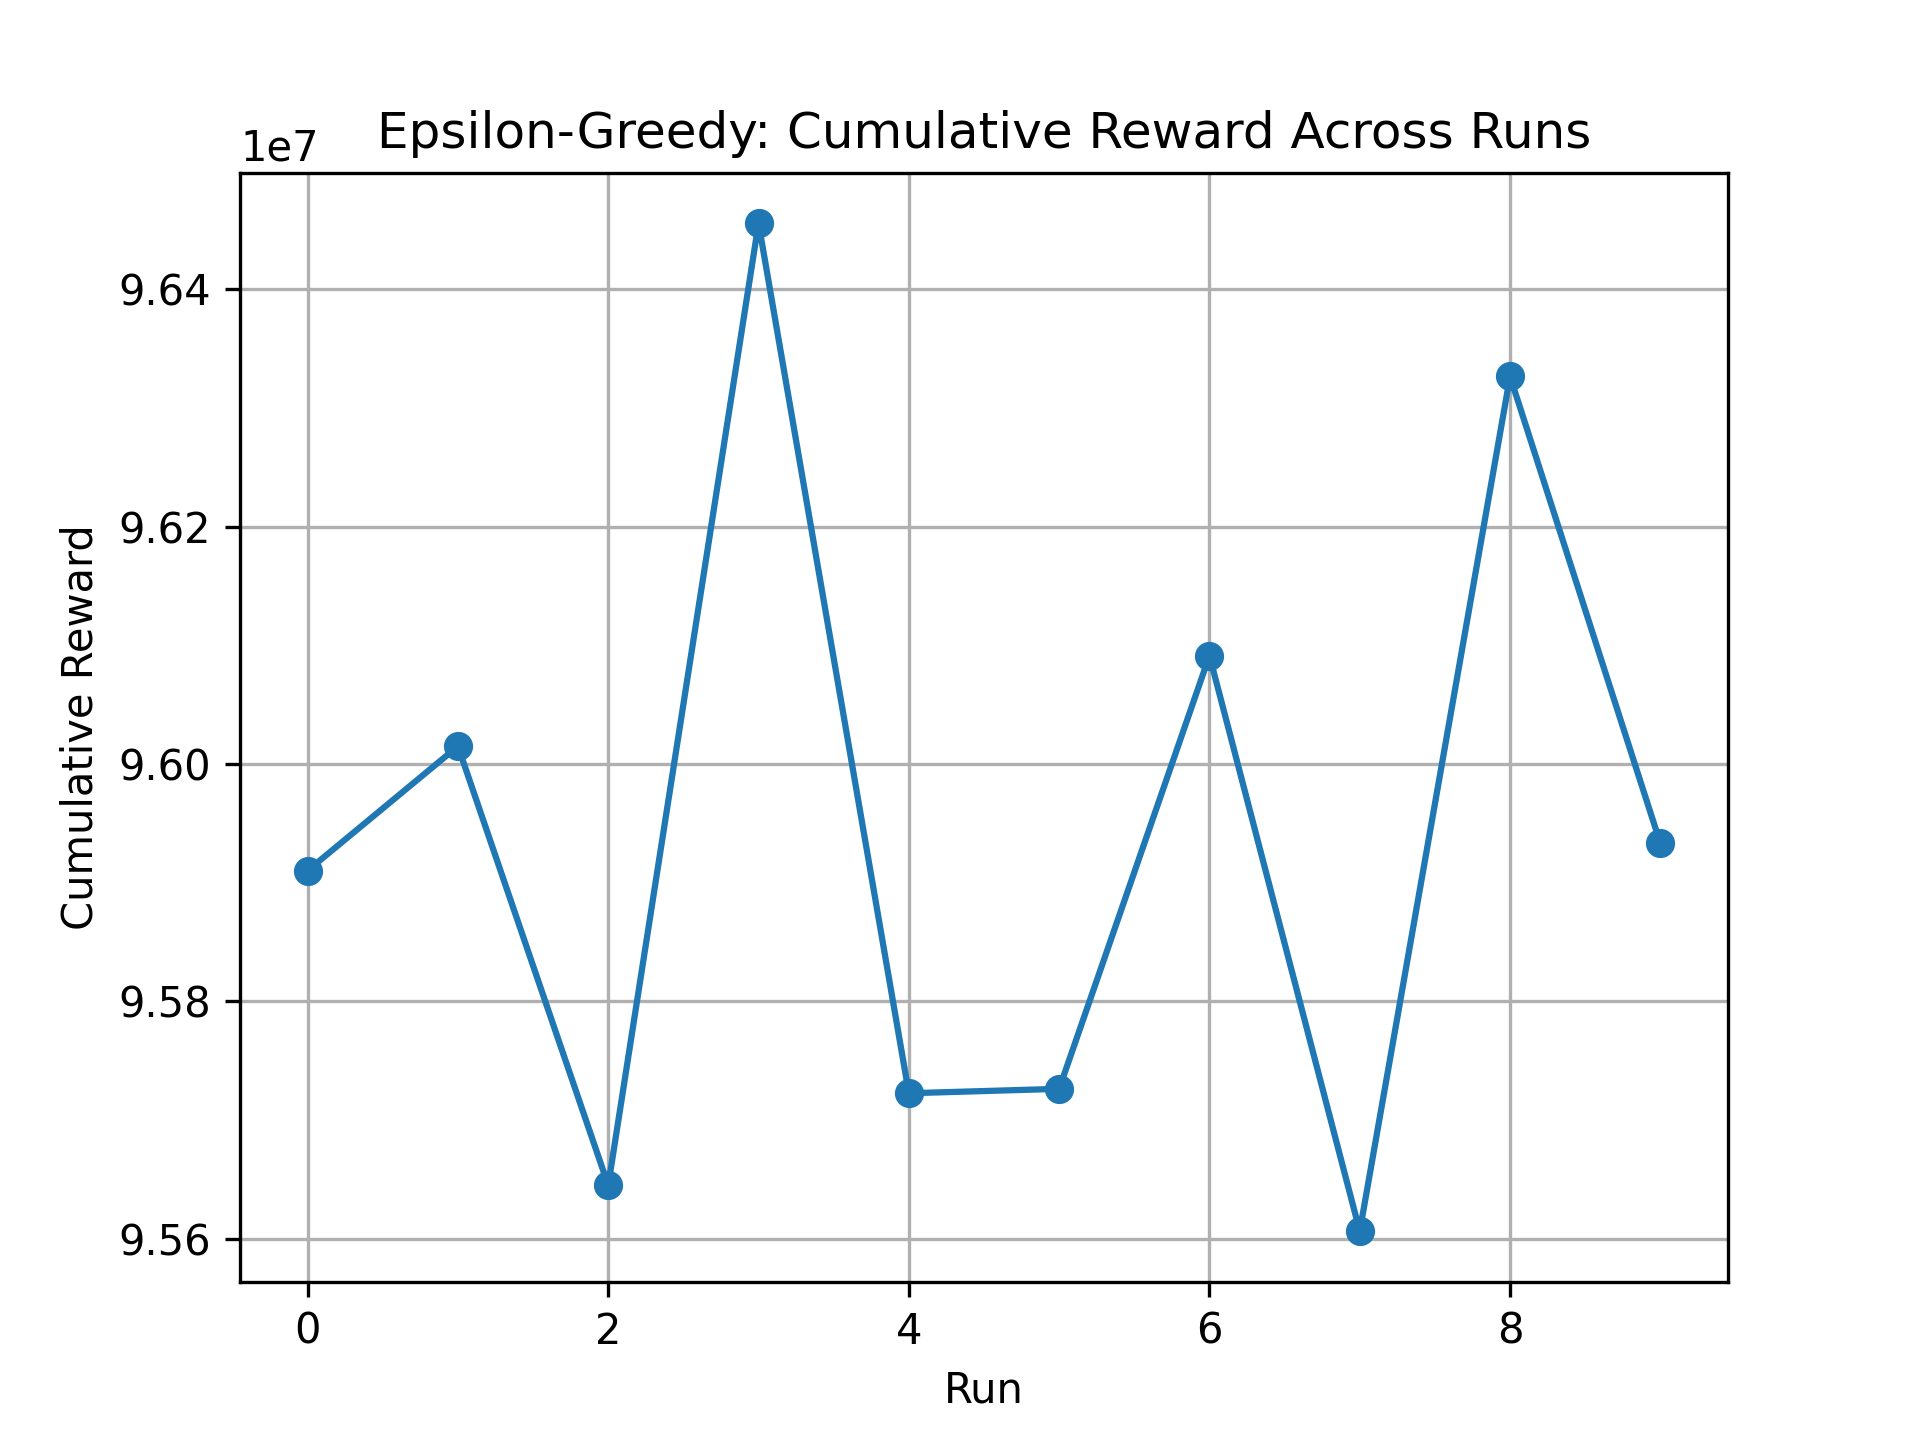 Epsilon-Greedy: Cumulative Reward Across Runs
1e7
9.64
9.62
9.60
9.58
9.56
Cumulative Reward
0 2 4 6 8
Run